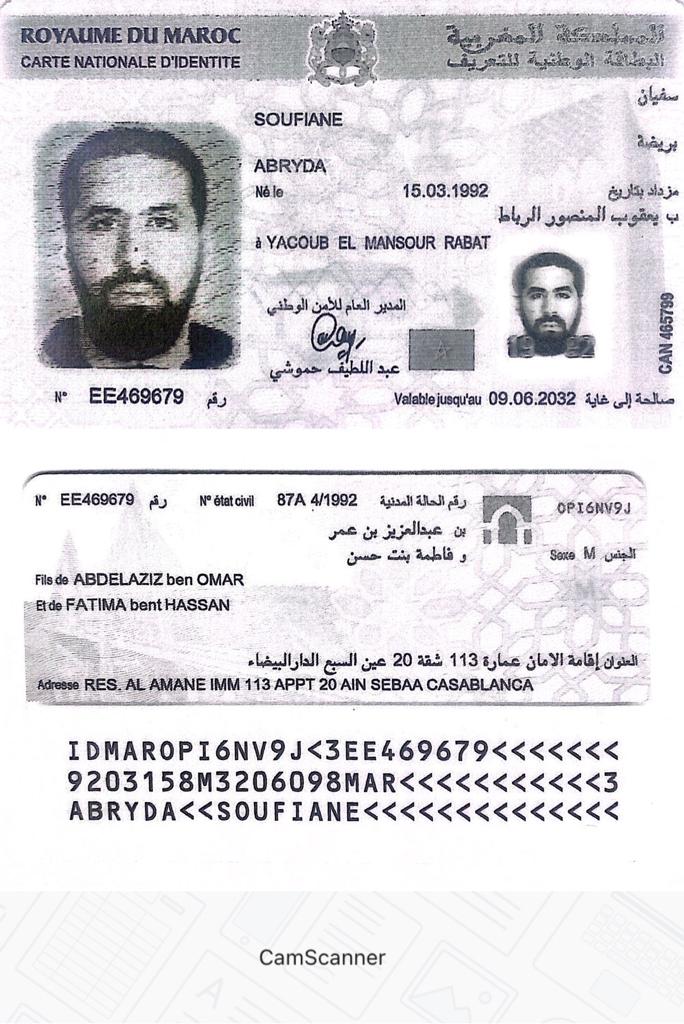 ROYAUME DU MAROC
المملكة المغربية
CARTE NATIONALE D'IDENTITE
البطاقة الوطنية للتعريف
سفيان
SOUFIANE
بريضة
ABRYDA
Né le 15.03.1992 مزداد بتاريخ
ب يعقوب المنصور الرباط
à YACOUB EL MANSOUR RABAT
المدير العام للأمن الوطني
عبد اللطيف حموشي
CAN 465799
N° EE469679 رقم
Valable jusqu'au 09.06.2032 صالحة إلى غاية
N° EE469679 رقم N° état civil 87A 4/1992 رقم الحالة المدنية
OPI6NV9J
بن عبدالعزيز بن عمر
و فاطمة بنت حسن
Sexe M الجنس
Fils de ABDELAZIZ ben OMAR
Et de FATIMA bent HASSAN
العنوان إقامة الامان عمارة 113 شقة 20 عين السبع الدارالبيضاء
Adresse RES. AL AMANE IMM 113 APPT 20 AIN SEBAA CASABLANCA
IDMAROPI6NV9J<3EE469679<<<<<<<
9203158M3206098MAR<<<<<<<<<<<3
ABRYDA<<SOUFIANE<<<<<<<<<<<<<<
CamScanner